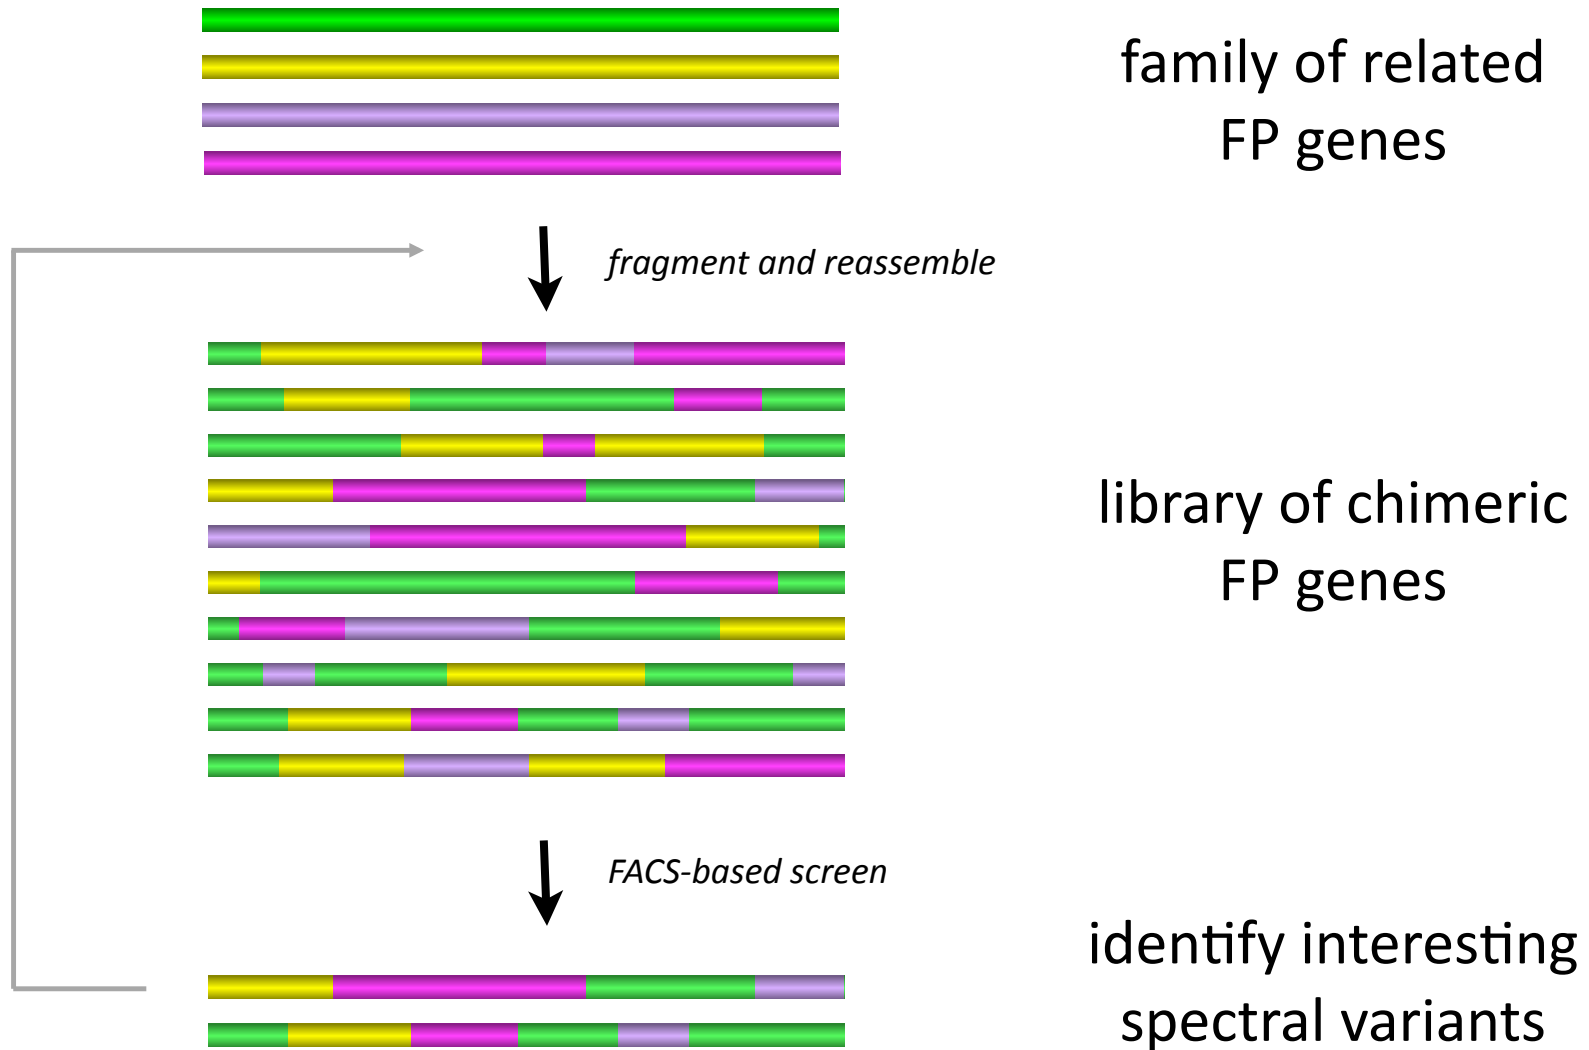 family of related
FP genes
fragment and reassemble
library of chimeric
FP genes
FACS-based screen
identify interesting
spectral variants